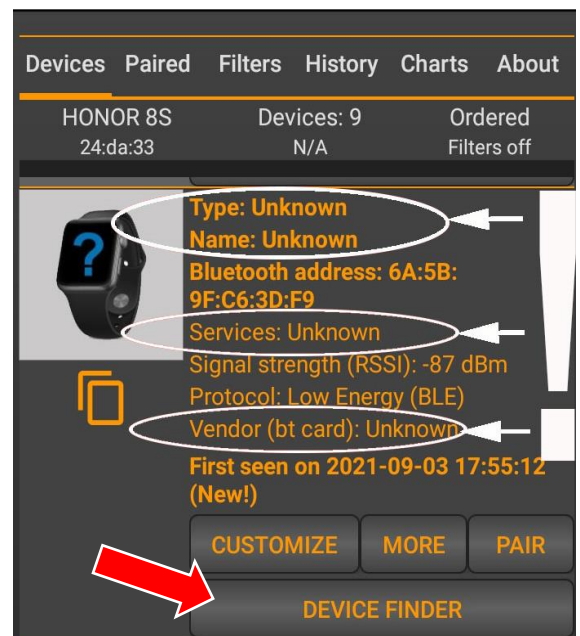 Devices Paired Filters History Charts About
HONOR 8S Devices: 9 Ordered
24:da:33 N/A Filters off
?
Type: Unknown
Name: Unknown
Bluetooth address: 6A:5B:
9F:C6:3D:F9
Services: Unknown
Signal strength (RSSI): -87 dBm
Protocol: Low Energy (BLE)
Vendor (bt card): Unknown
First seen on 2021-09-03 17:55:12
(New!)
CUSTOMIZE MORE PAIR
DEVICE FINDER
!